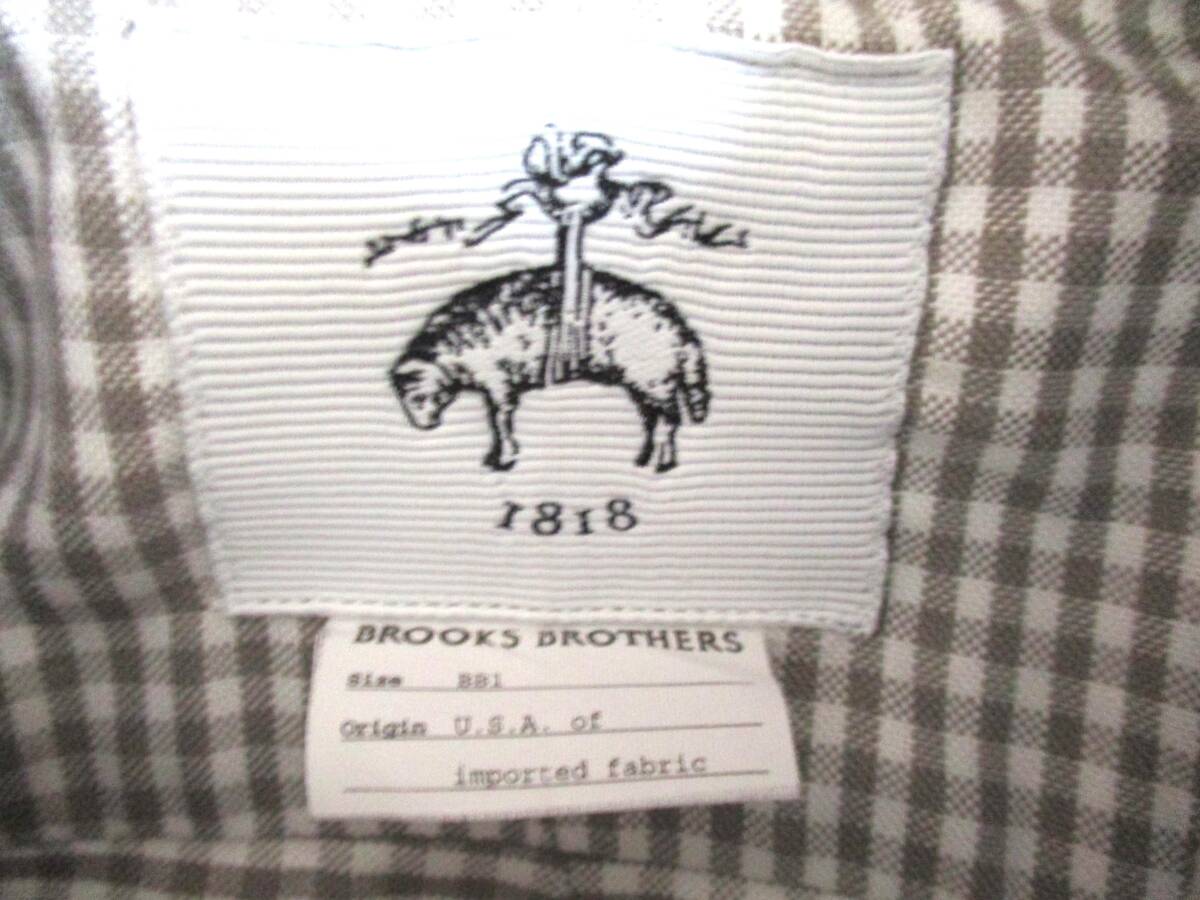 1818
BROOKS BROTHERS
Size BB1
Origin U.S.A. of
imported fabric